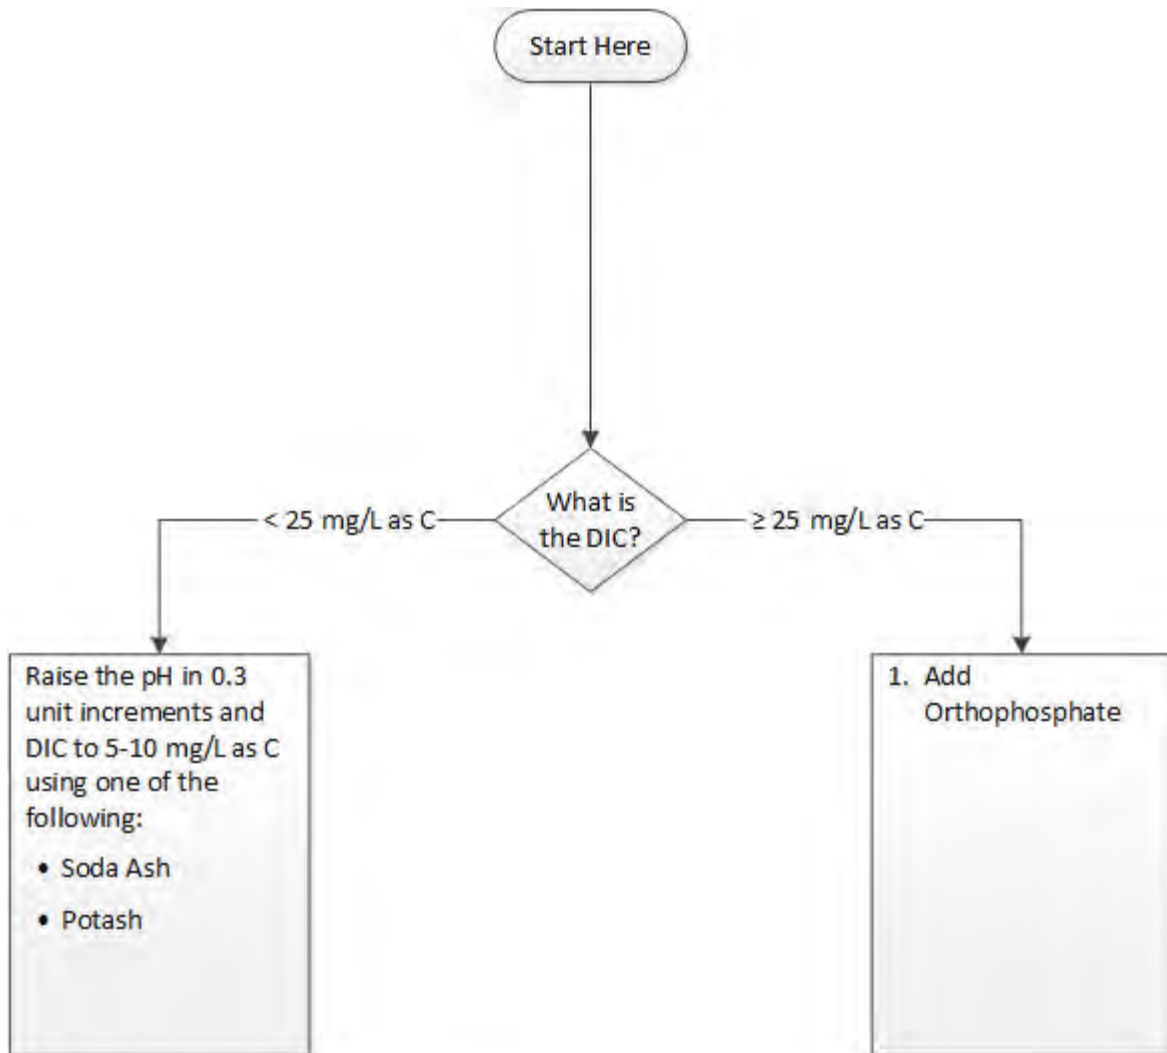 Start Here
What is
the DIC?
< 25 mg/L as C
≥ 25 mg/L as C
Raise the pH in 0.3
unit increments and
DIC to 5-10 mg/L as C
using one of the
following:
• Soda Ash
• Potash
1. Add
Orthophosphate